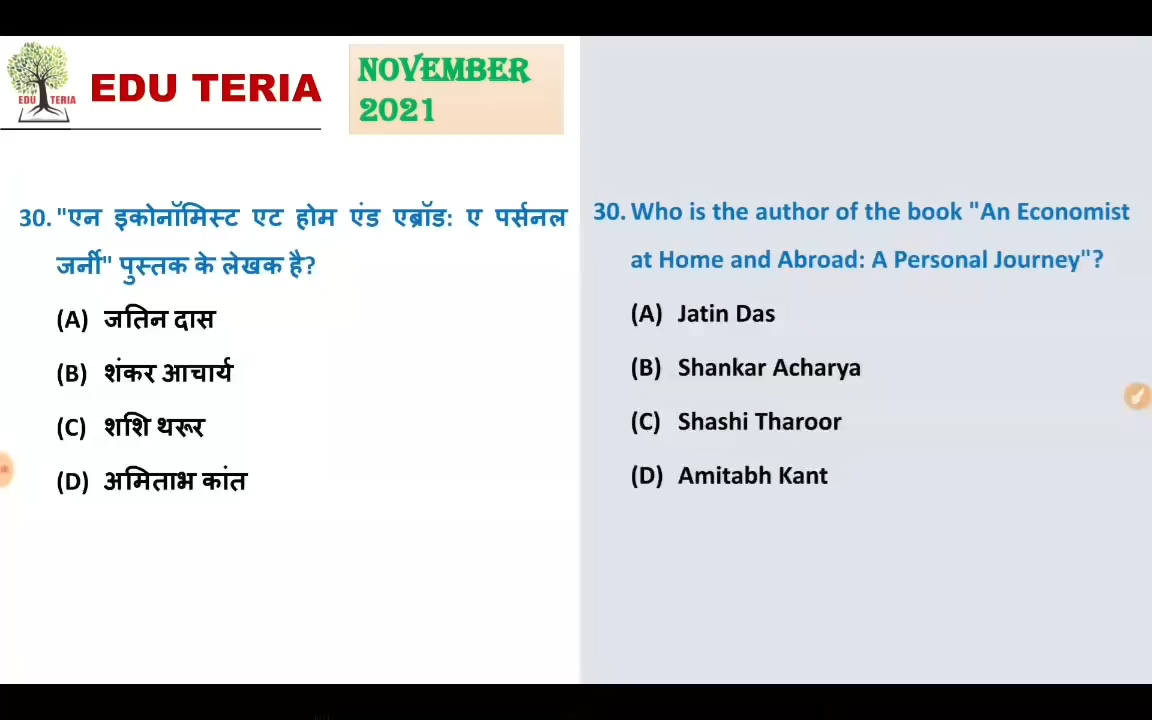 EDU TERIA
EDU TERIA
NOVEMBER
2021
30. "एन इकोनॉमिस्ट एट होम एंड एब्रॉड: ए पर्सनल
जर्नी" पुस्तक के लेखक है?
(A) जतिन दास
(B) शंकर आचार्य
(C) शशि थरूर
(D) अमिताभ कांत
30. Who is the author of the book "An Economist
at Home and Abroad: A Personal Journey"?
(A) Jatin Das
(B) Shankar Acharya
(C) Shashi Tharoor
(D) Amitabh Kant